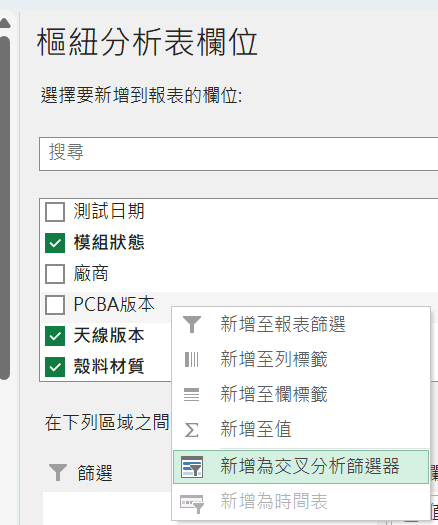 樞紐分析表欄位
選擇要新增到報表的欄位:
搜尋
測試日期
模組狀態
廠商
PCBA版本
天線版本
殼料材質
新增至報表篩選
新增至列標籤
新增至欄標籤
新增至值
新增為交叉分析篩選器
新增為時間表
在下列區域之間
篩選